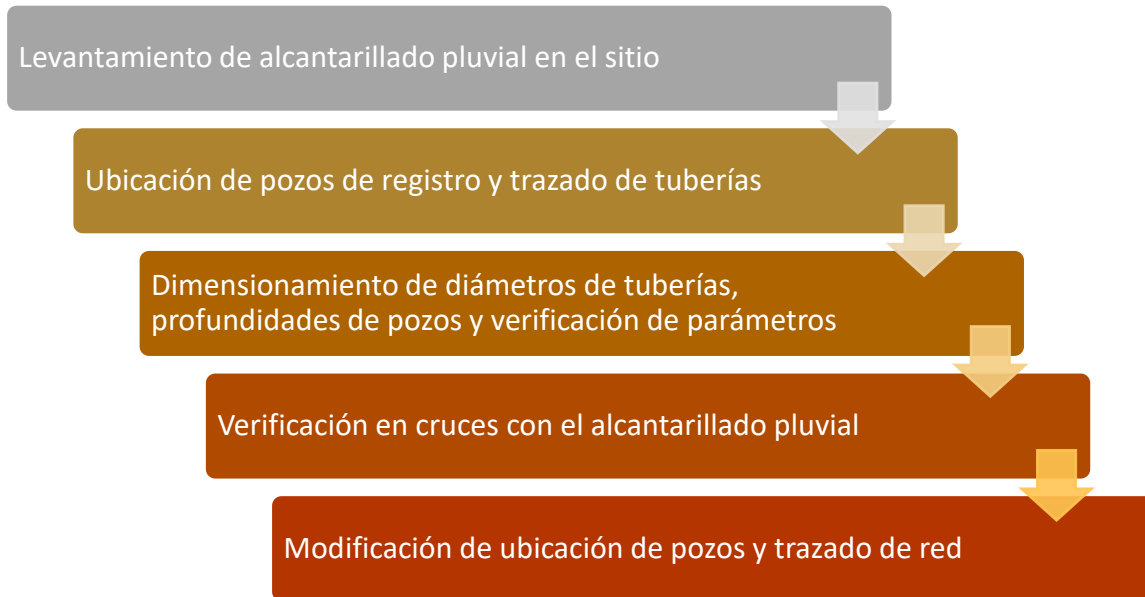 Levantamiento de alcantarillado pluvial en el sitio
Ubicación de pozos de registro y trazado de tuberías
Dimensionamiento de diámetros de tuberías,
profundidades de pozos y verificación de parámetros
Verificación en cruces con el alcantarillado pluvial
Modificación de ubicación de pozos y trazado de red